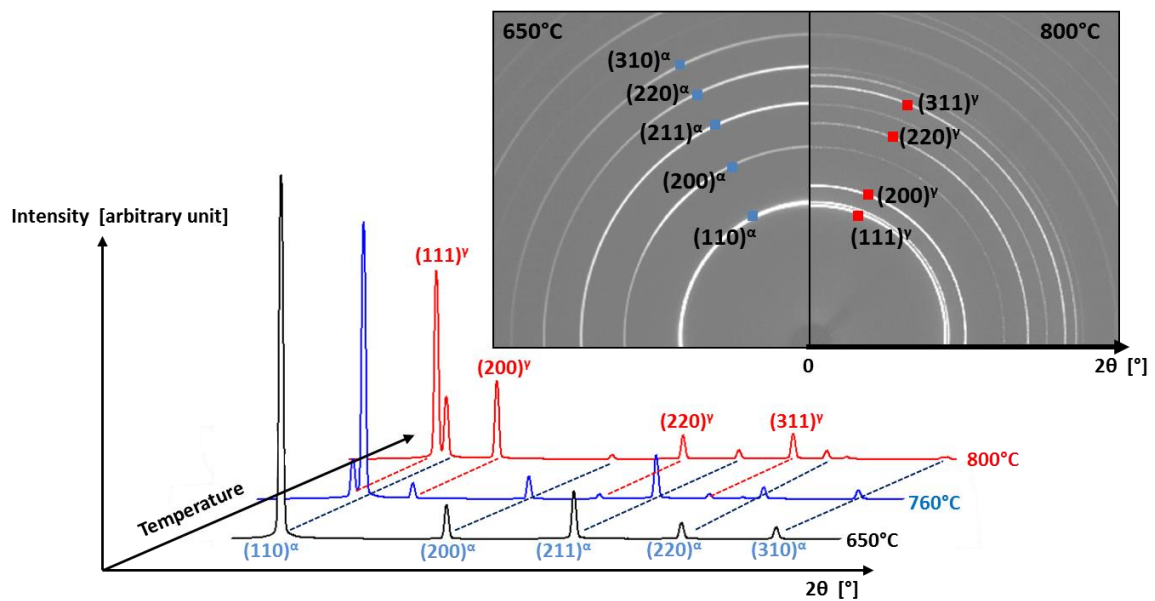 650°C
800°C
(310)ᵅ
(220)ᵅ
(211)ᵅ
(200)ᵅ
(110)ᵅ
(311)ᵞ
(220)ᵞ
(200)ᵞ
(111)ᵞ
0
2θ [°]
Intensity [arbitrary unit]
(111)ᵞ
(200)ᵞ
(220)ᵞ
(311)ᵞ
800°C
760°C
650°C
Temperature
(110)ᵅ
(200)ᵅ
(211)ᵅ
(220)ᵅ
(310)ᵅ
2θ [°]